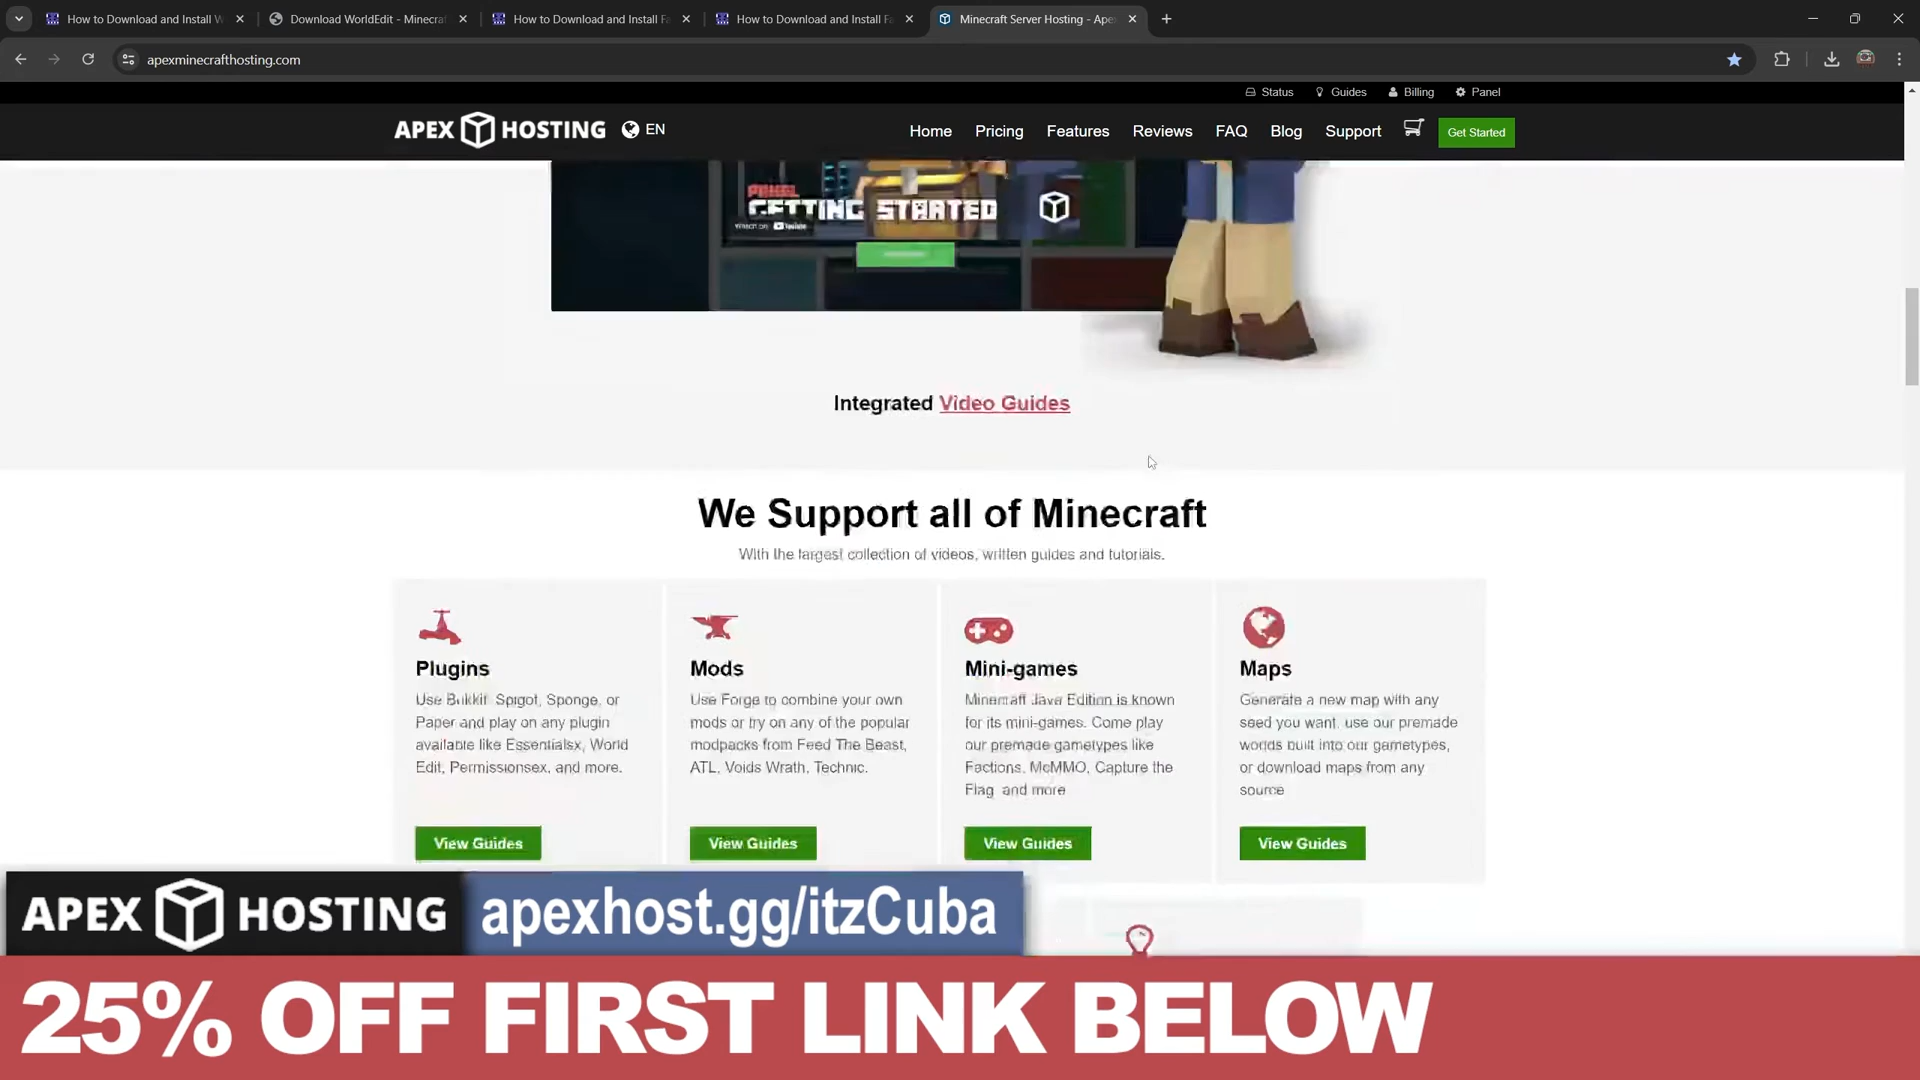 How to Download and Install W
Download WorldEdit - Minecra
How to Download and Install Fa
How to Download and Install Fa
Minecraft Server Hosting - Ape
apexminecrafthosting.com
Status
Guides
Billing
Panel
APEX HOSTING
EN
Home
Pricing
Features
Reviews
FAQ
Blog
Support
Get Started
PANEL
GETTING STARTED
Watch on YouTube
Integrated Video Guides
We Support all of Minecraft
With the largest collection of videos, written guides and tutorials.
Plugins
Use Bukkit, Spigot, Sponge, or
Paper and play on any plugin
available like Essentialsx, World
Edit, Permissionsex, and more.
View Guides
Mods
Use Forge to combine your own
mods or try on any of the popular
modpacks from Feed The Beast,
ATL, Voids Wrath, Technic.
View Guides
Mini-games
Minecraft Java Edition is known
for its mini-games. Come play
our premade gametypes like
Factions, McMMO, Capture the
Flag, and more
View Guides
Maps
Generate a new map with any
seed you want, use our premade
worlds built into our gametypes,
or download maps from any
source
View Guides
APEX HOSTING
apexhost.gg/itzCuba
25% OFF FIRST LINK BELOW